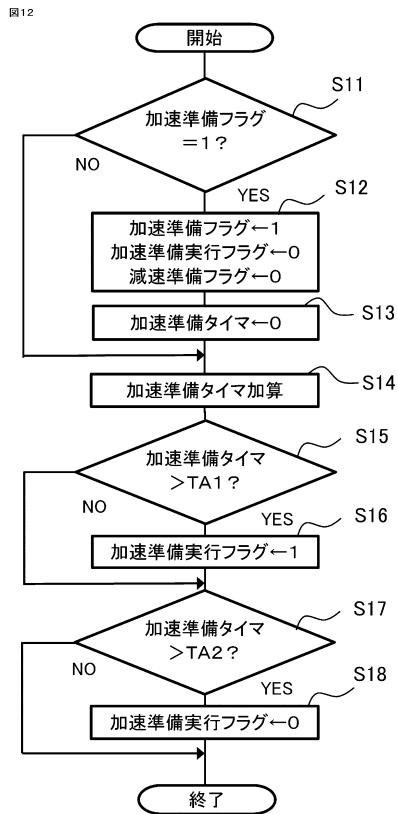 図12
開始
S11
加速準備フラグ
＝1？
NO
YES
S12
加速準備フラグ←1
加速準備実行フラグ←0
減速準備フラグ←0
S13
加速準備タイマ←0
S14
加速準備タイマ加算
S15
加速準備タイマ
＞TA1？
NO
YES
S16
加速準備実行フラグ←1
S17
加速準備タイマ
＞TA2？
NO
YES
S18
加速準備実行フラグ←0
終了